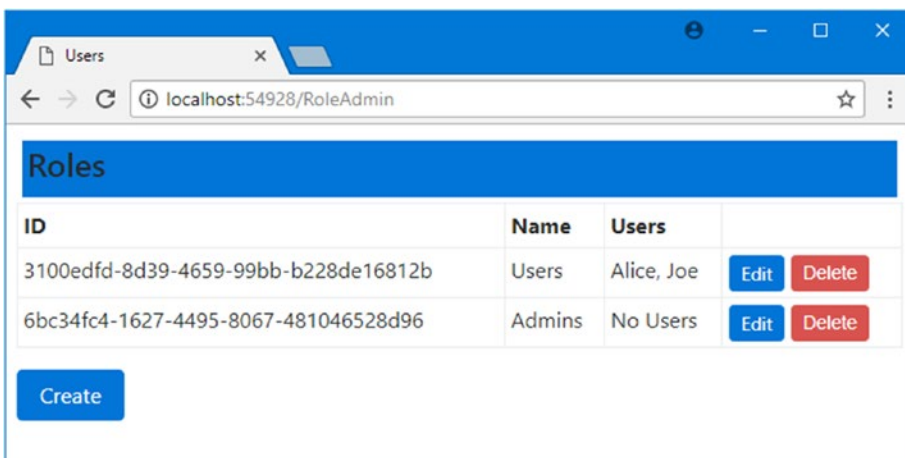 Users
localhost:54928/RoleAdmin
Roles
ID Name Users
3100edfd-8d39-4659-99bb-b228de16812b Users Alice, Joe Edit Delete
6bc34fc4-1627-4495-8067-481046528d96 Admins No Users Edit Delete
Create